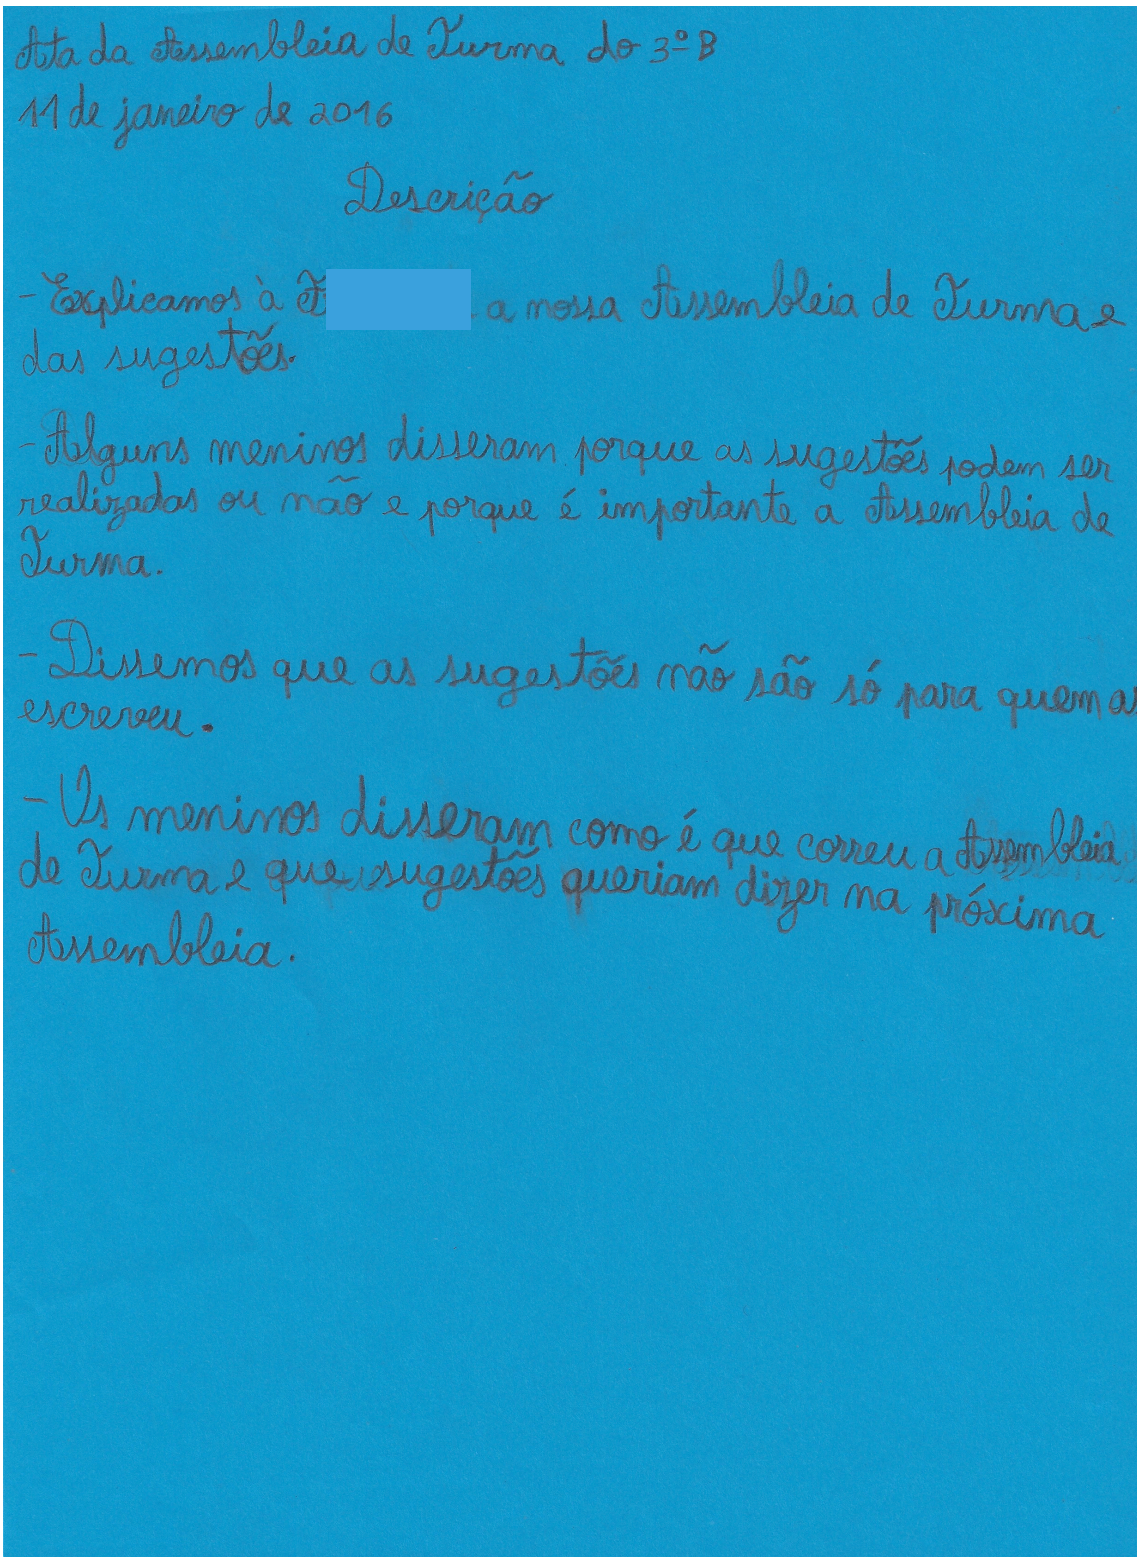 Ata da Assembleia de Turma do 3º B
11 de janeiro de 2016
Descrição
- Explicamos à a nossa Assembleia de Turma e
das sugestões.
- Alguns meninos disseram porque as sugestões podem ser
realizadas ou não e porque é importante a Assembleia de
Turma.
- Dissemos que as sugestões não são só para quem as
escreveu.
- Os meninos disseram como é que correu a Assembleia
de Turma e que sugestões queriam dizer na próxima
Assembleia.